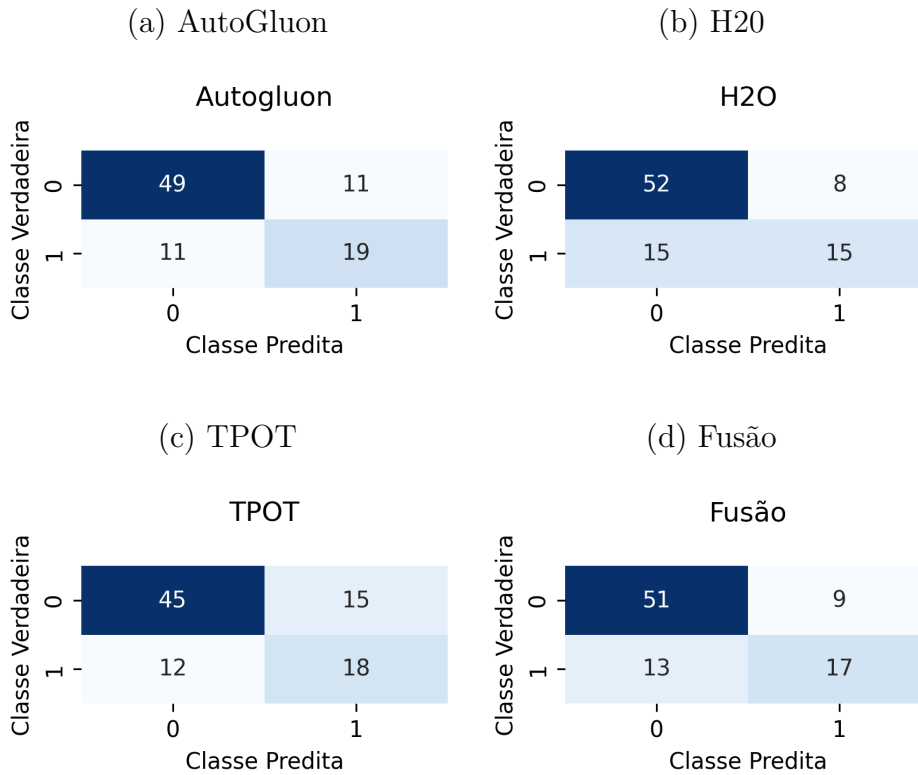 (a) AutoGluon
(b) H20
Autogluon
Classe Verdadeira
0
1
49
11
11
19
0
1
Classe Predita
H2O
Classe Verdadeira
0
1
52
8
15
15
0
1
Classe Predita
(c) TPOT
(d) Fusão
TPOT
Classe Verdadeira
0
1
45
15
12
18
0
1
Classe Predita
Fusão
Classe Verdadeira
0
1
51
9
13
17
0
1
Classe Predita